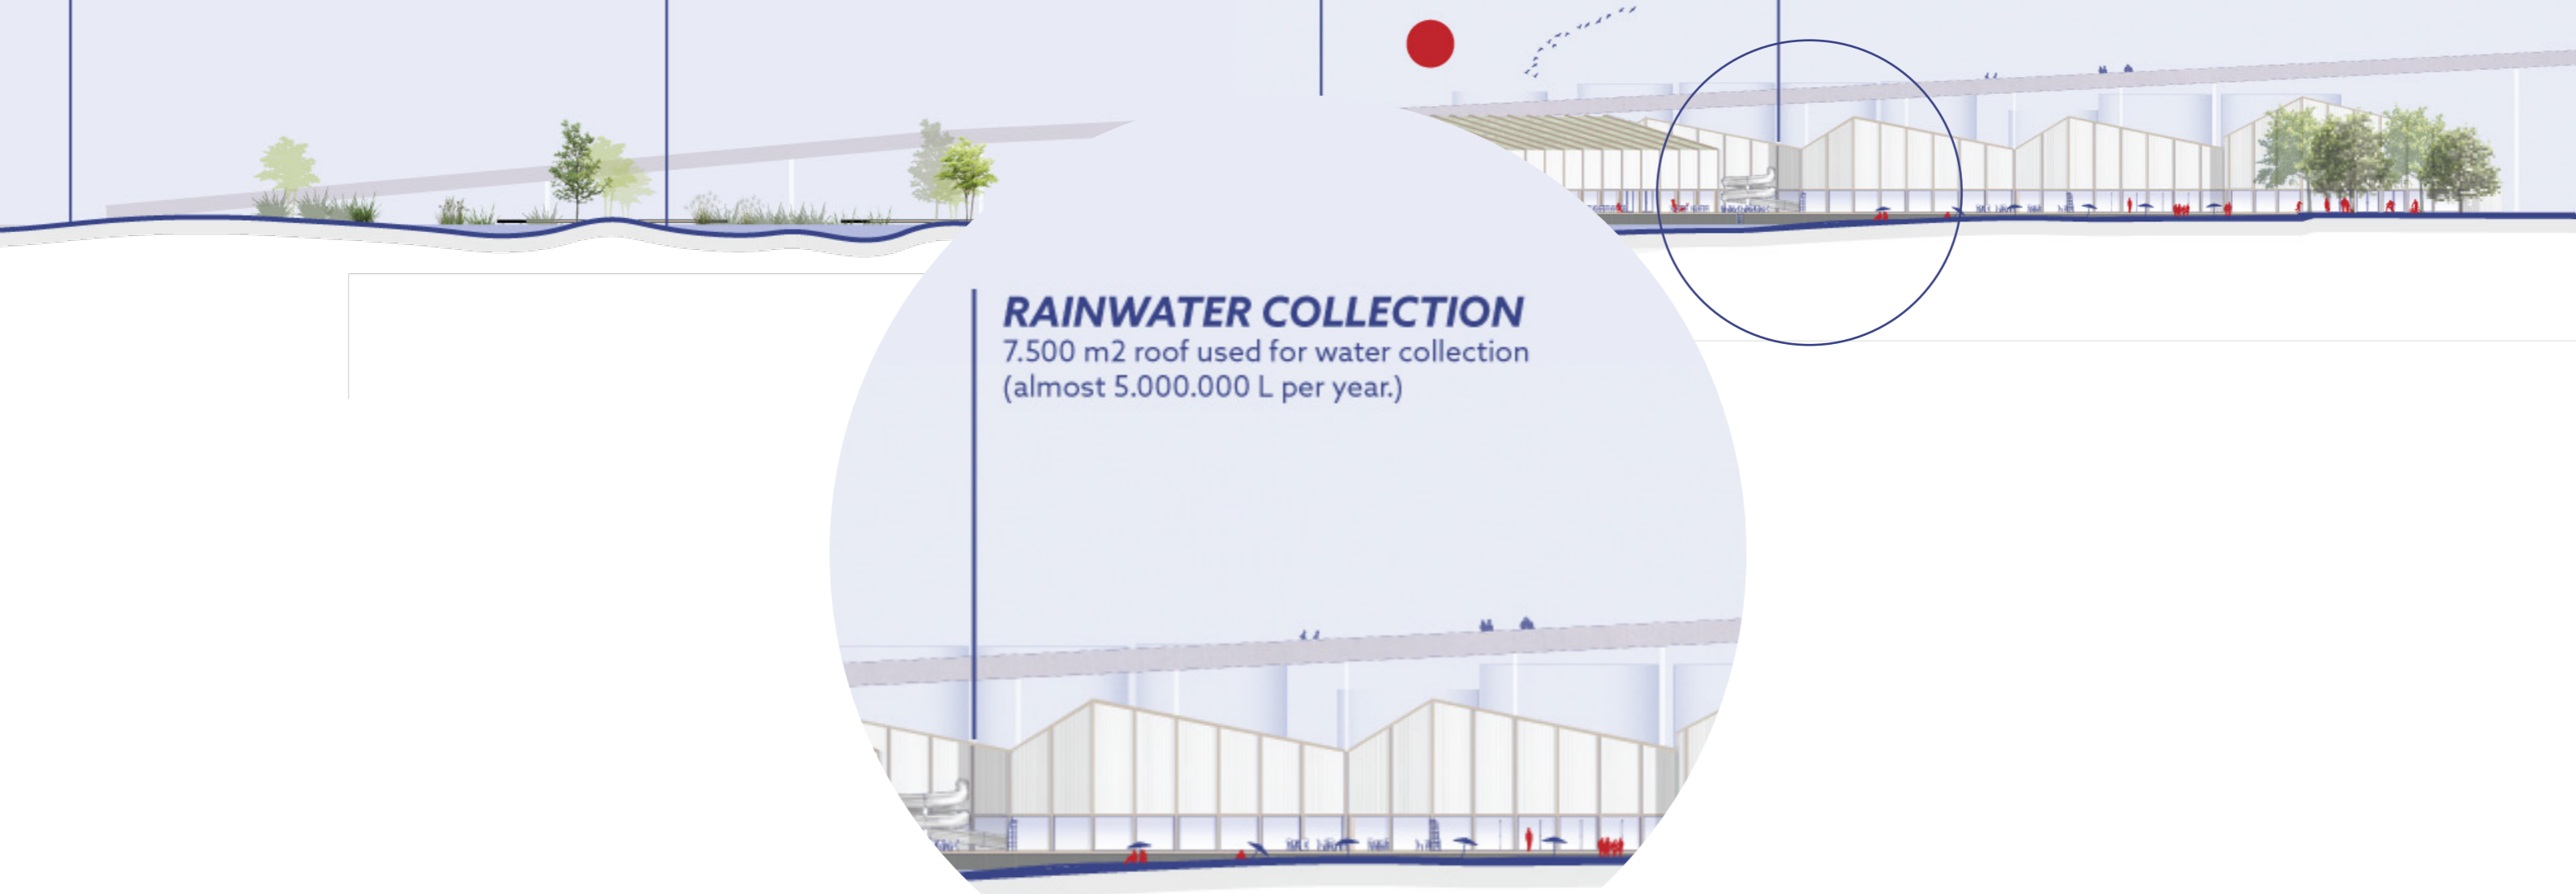 RAINWATER COLLECTION
7.500 m2 roof used for water collection
(almost 5.000.000 L per year.)